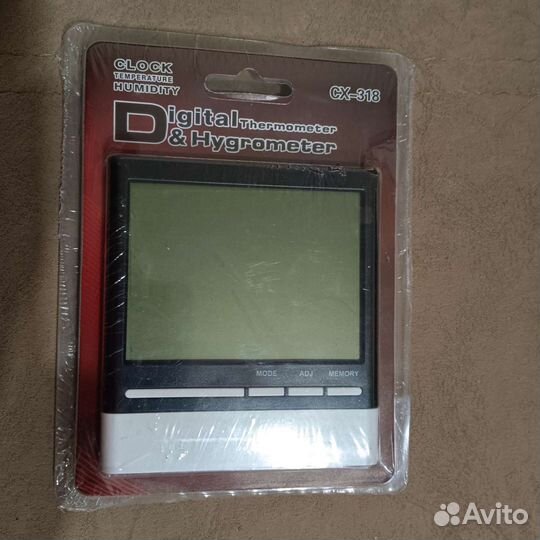 CLOCK
TEMPERATURE
HUMIDITY
CX-318
Digital Thermometer
& Hygrometer
MODE ADJ MEMORY
Avito